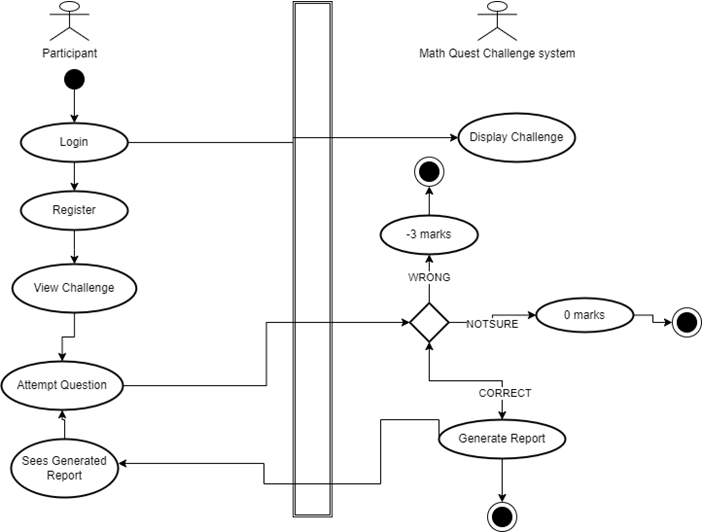 Participant
Math Quest Challenge system
Login
Display Challenge
Register
-3 marks
WRONG
View Challenge
NOTSURE
0 marks
Attempt Question
CORRECT
Generate Report
Sees Generated
Report